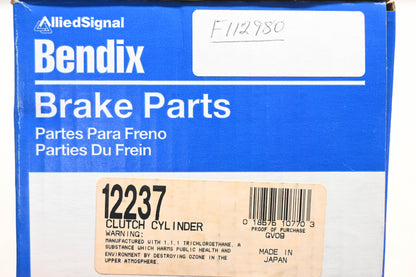 AlliedSignal
F112980
Bendix
Brake Parts
Partes Para Freno
Parties Du Frein
12237
CLUTCH CYLINDER
WARNING:
MANUFACTURED WITH 1,1,1 TRICHLOROETHANE, A
SUBSTANCE WHICH HARMS PUBLIC HEALTH AND
ENVIRONMENT BY DESTROYING OZONE IN THE
UPPER ATMOSPHERE.
0 18676 10770 3
PROOF OF PURCHASE
GV09
MADE IN
JAPAN